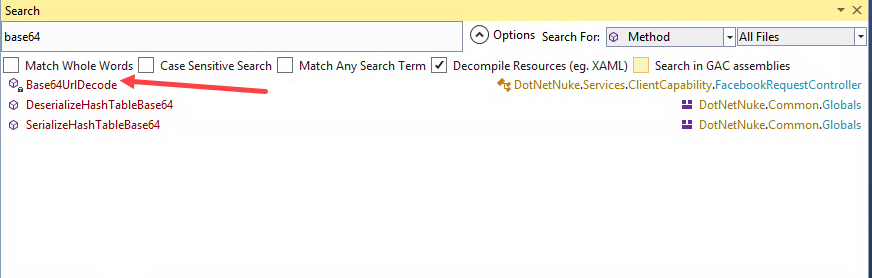 Search
base64 Options Search For: Method All Files
Match Whole Words Case Sensitive Search Match Any Search Term Decompile Resources (eg. XAML) Search in GAC assemblies
Base64UrlDecode DotNetNuke.Services.ClientCapability.FacebookRequestController
DeserializeHashTableBase64 DotNetNuke.Common.Globals
SerializeHashTableBase64 DotNetNuke.Common.Globals